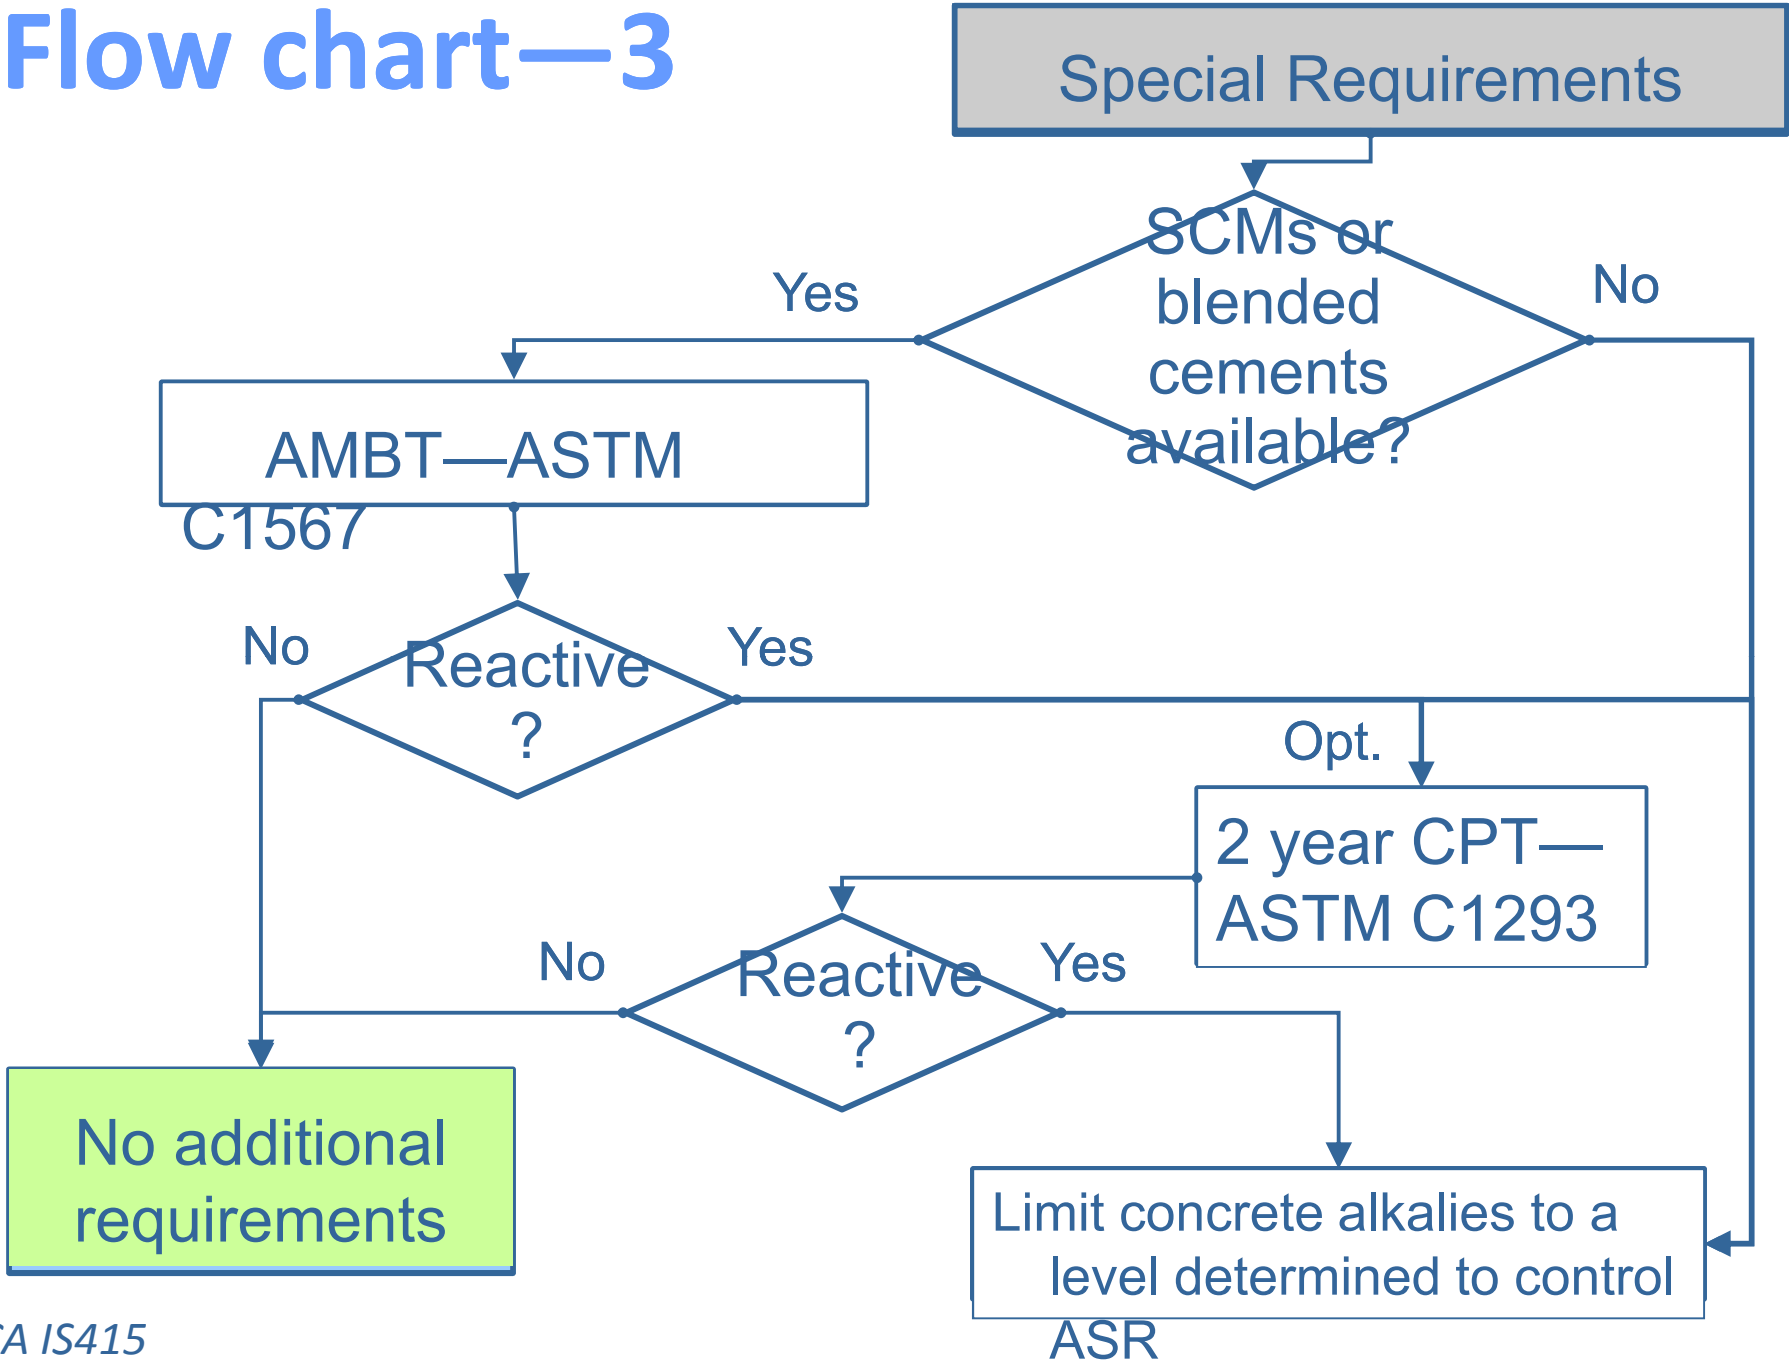 Flow chart—3
Special Requirements
SCMs or
blended
cements
available?
Yes
No
AMBT—ASTM
C1567
No
Reactive
?
Yes
Opt.
2 year CPT—
ASTM C1293
No
Reactive
?
Yes
No additional
requirements
Limit concrete alkalies to a
level determined to control
ASR
CA IS415